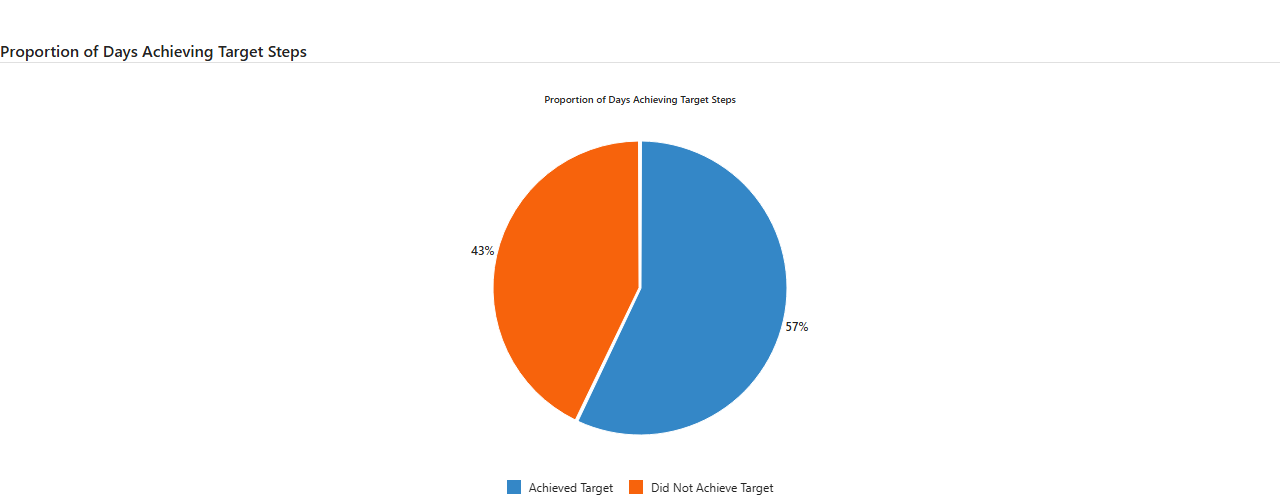 Proportion of Days Achieving Target Steps
Proportion of Days Achieving Target Steps
43%
57%
Achieved Target
Did Not Achieve Target